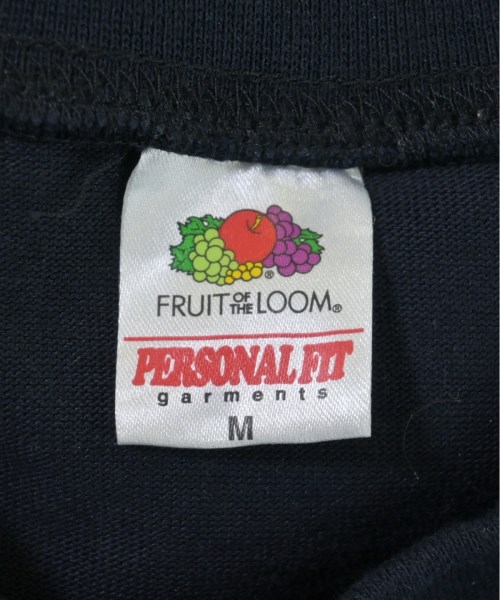 FRUIT OF THE LOOM®
PERSONAL FIT
garments
M